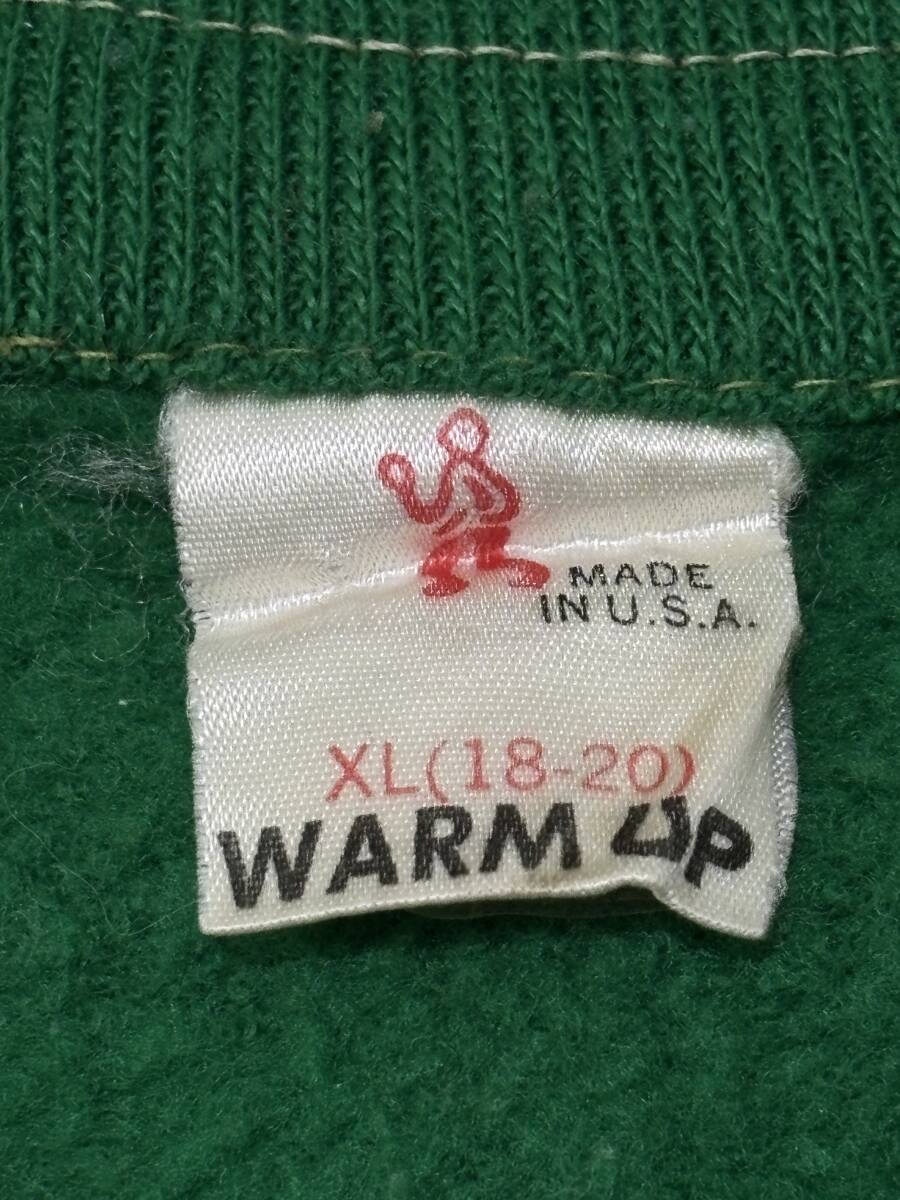 MADE
IN U.S.A.
XL(18-20)
WARM UP